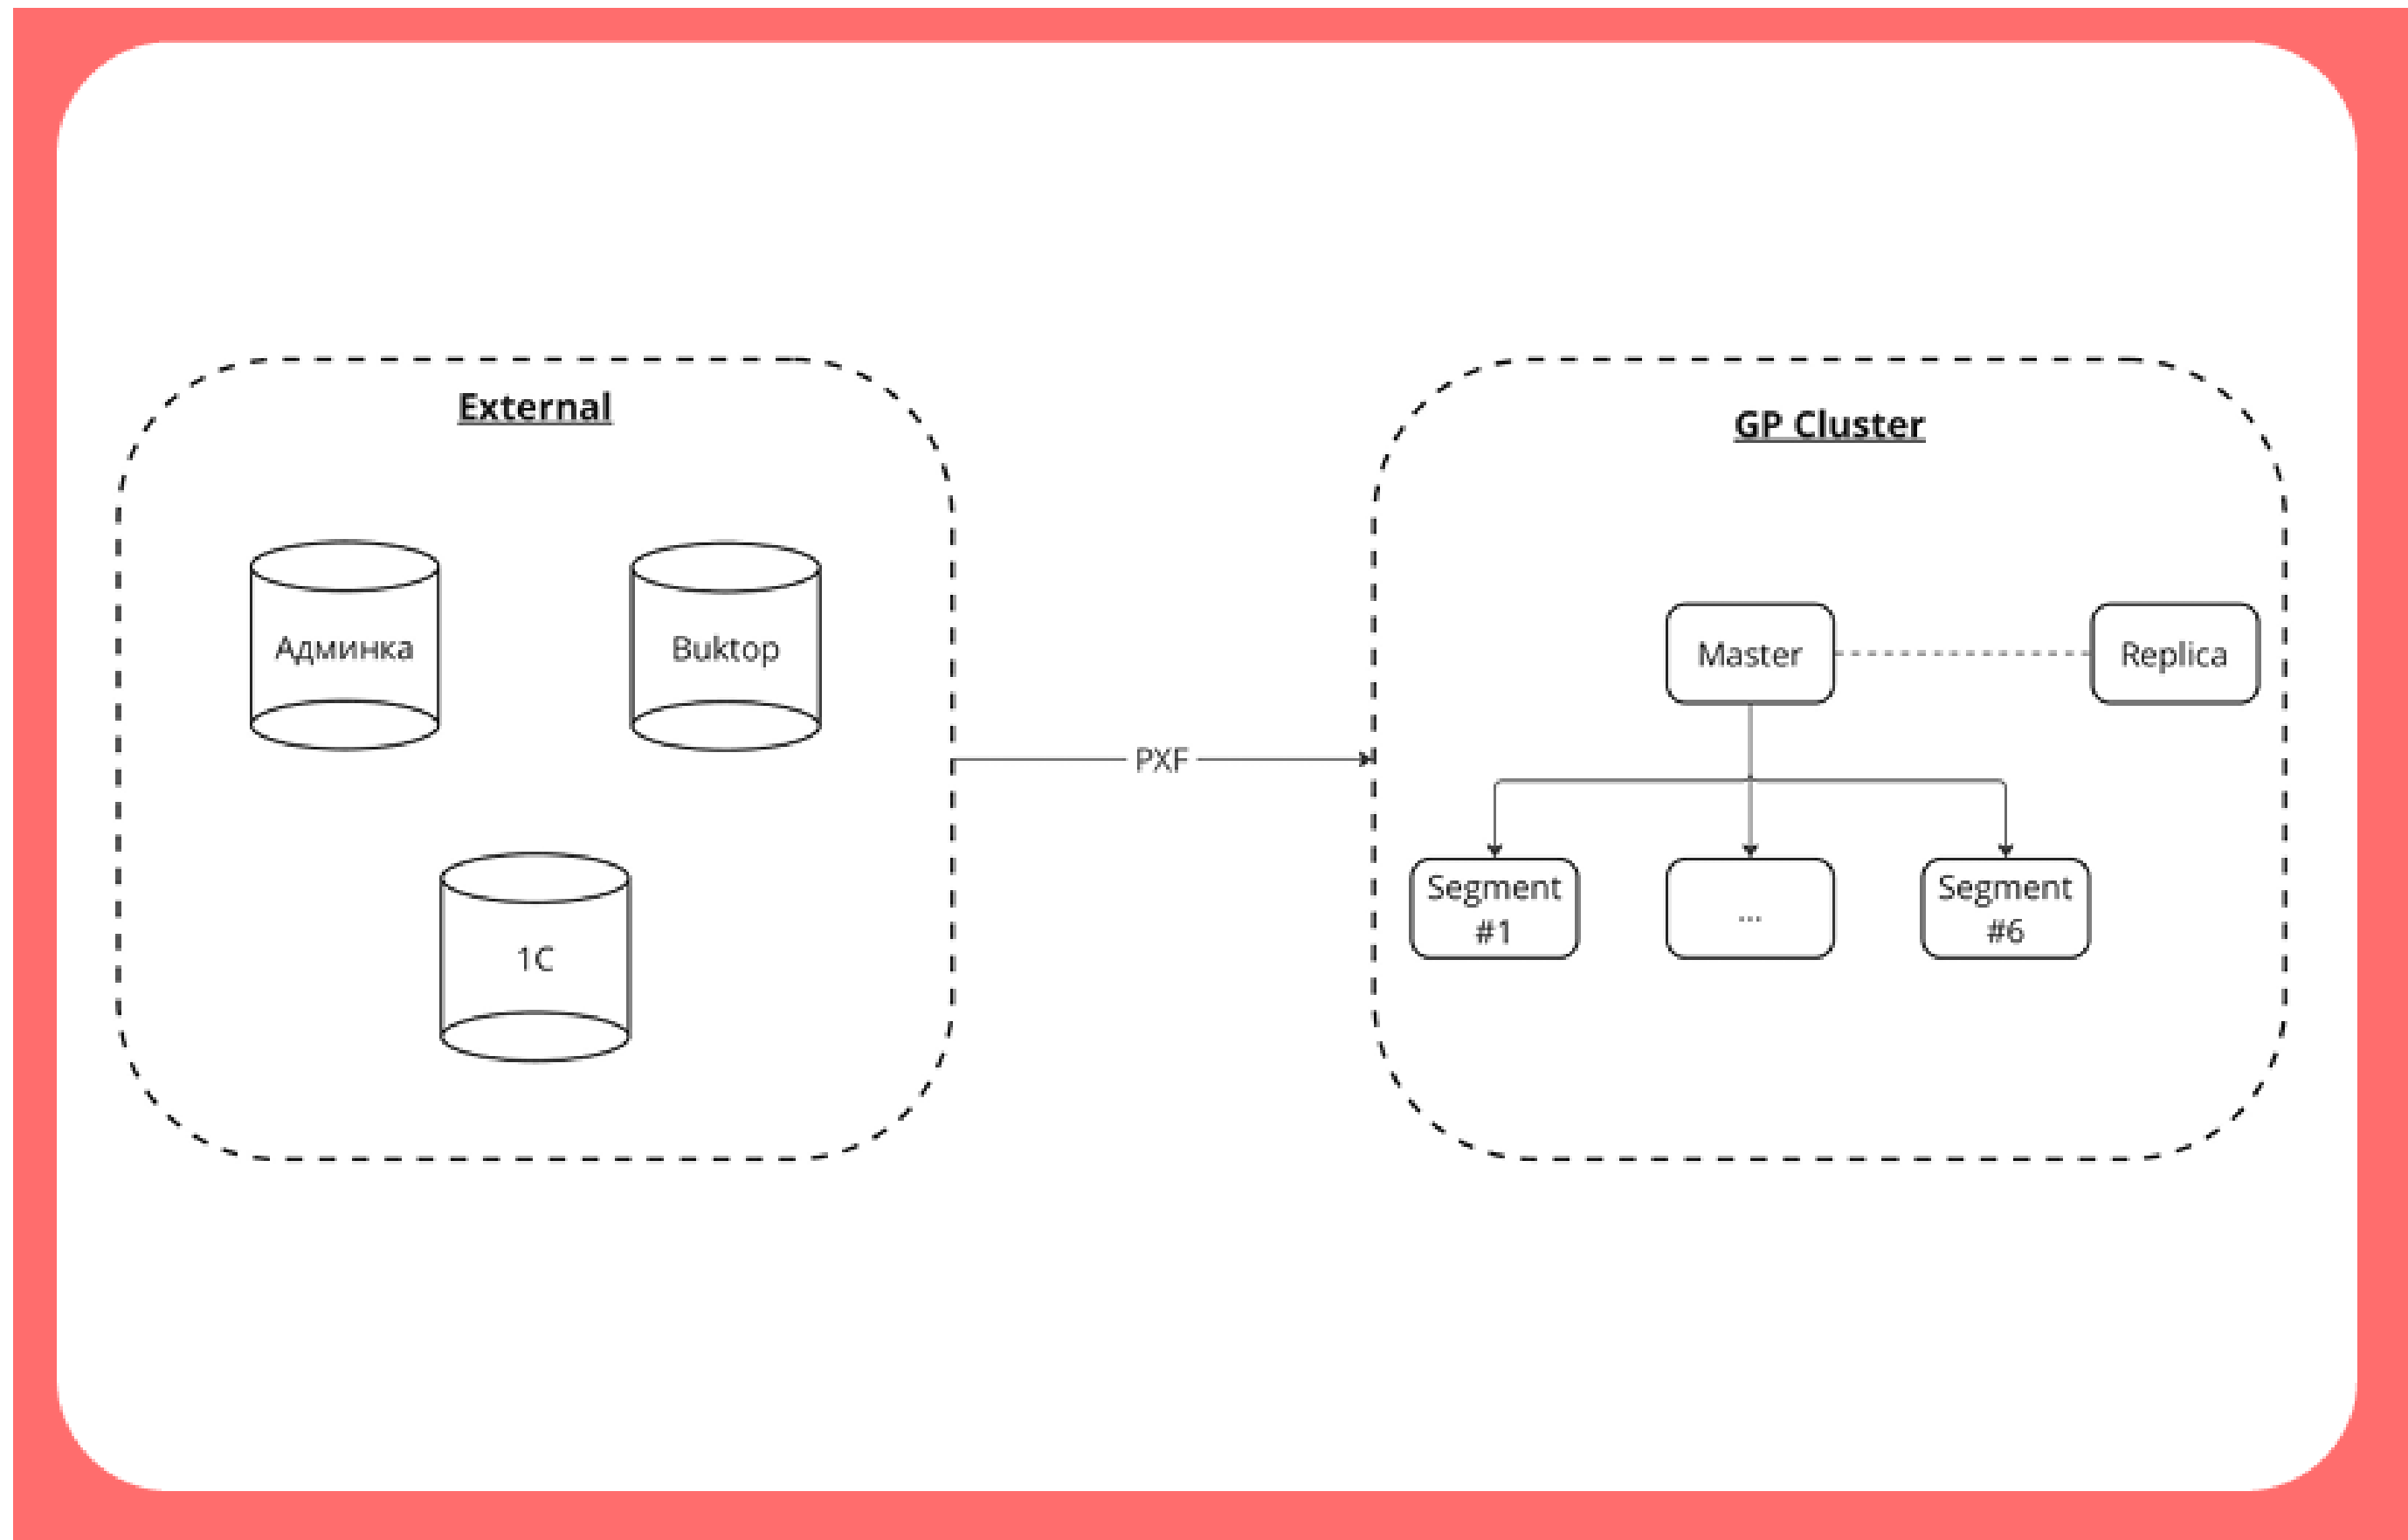 External
GP Cluster
Админка
Buktop
Master
Replica
PXF
Segment
#1
...
Segment
#6
1C